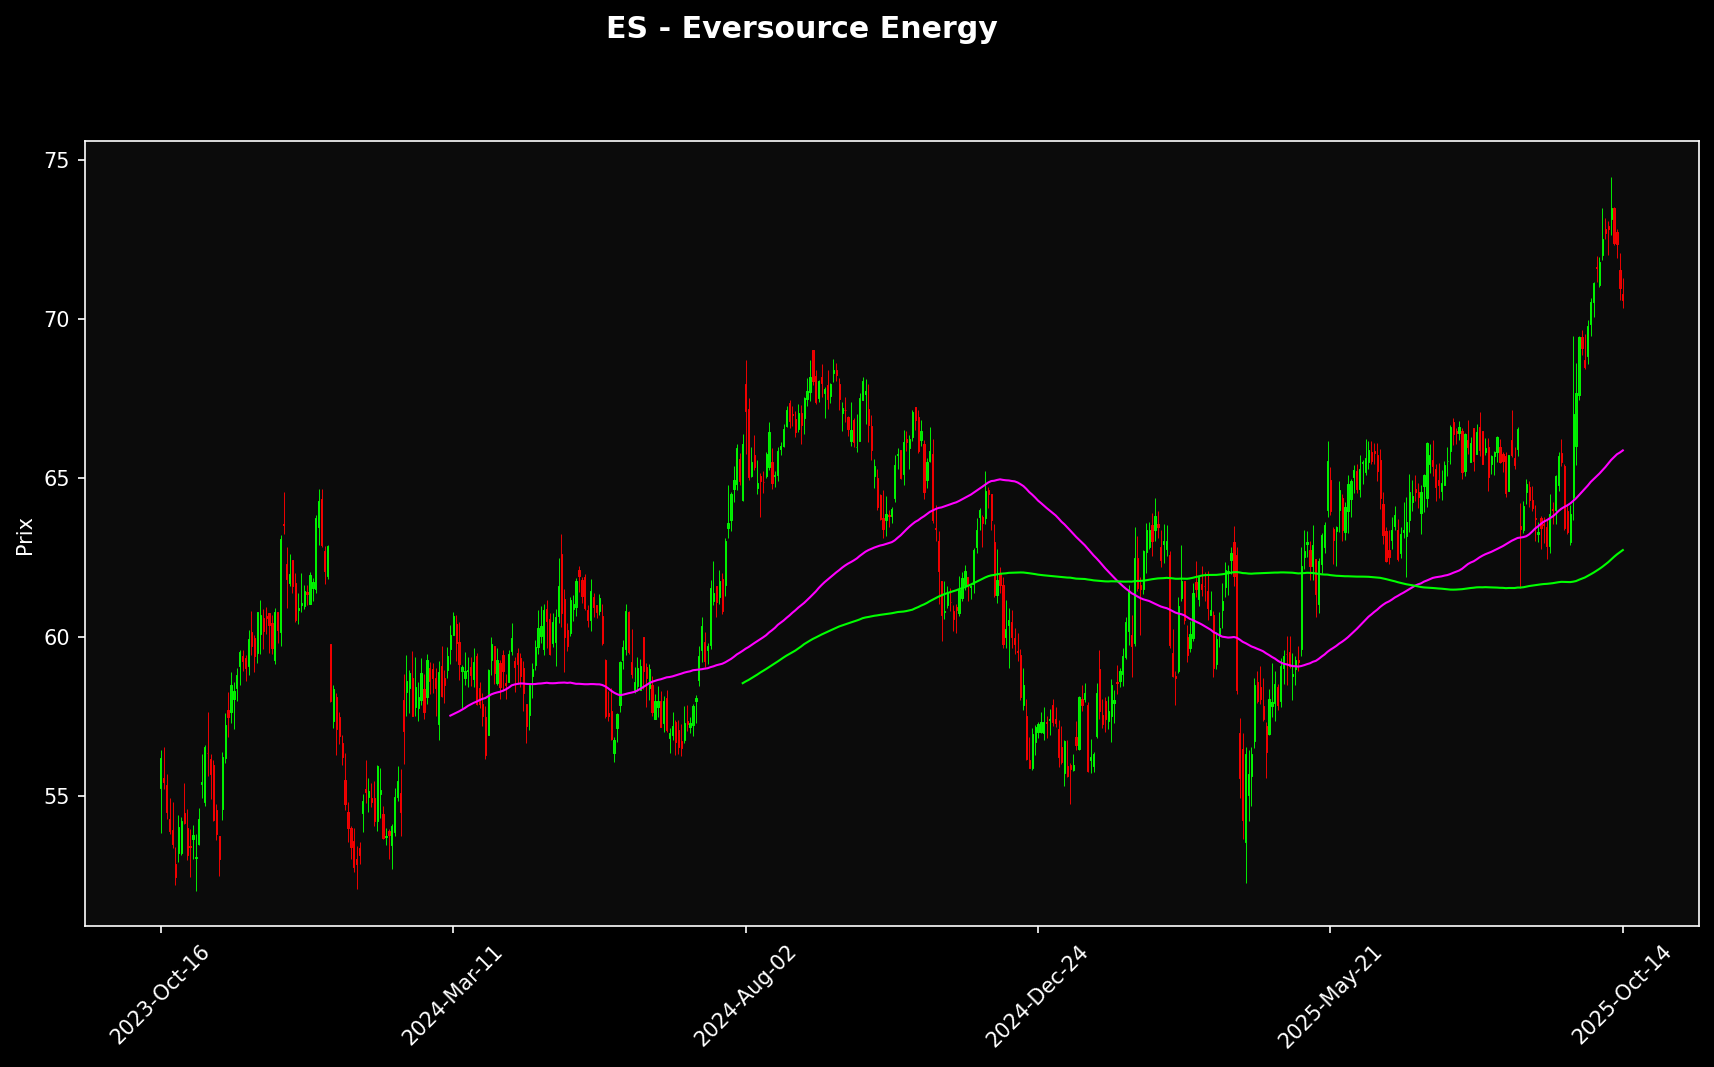 ES - Eversource Energy
Prix
75
70
65
60
55
2023-Oct-16
2024-Mar-11
2024-Aug-02
2024-Dec-24
2025-May-21
2025-Oct-14